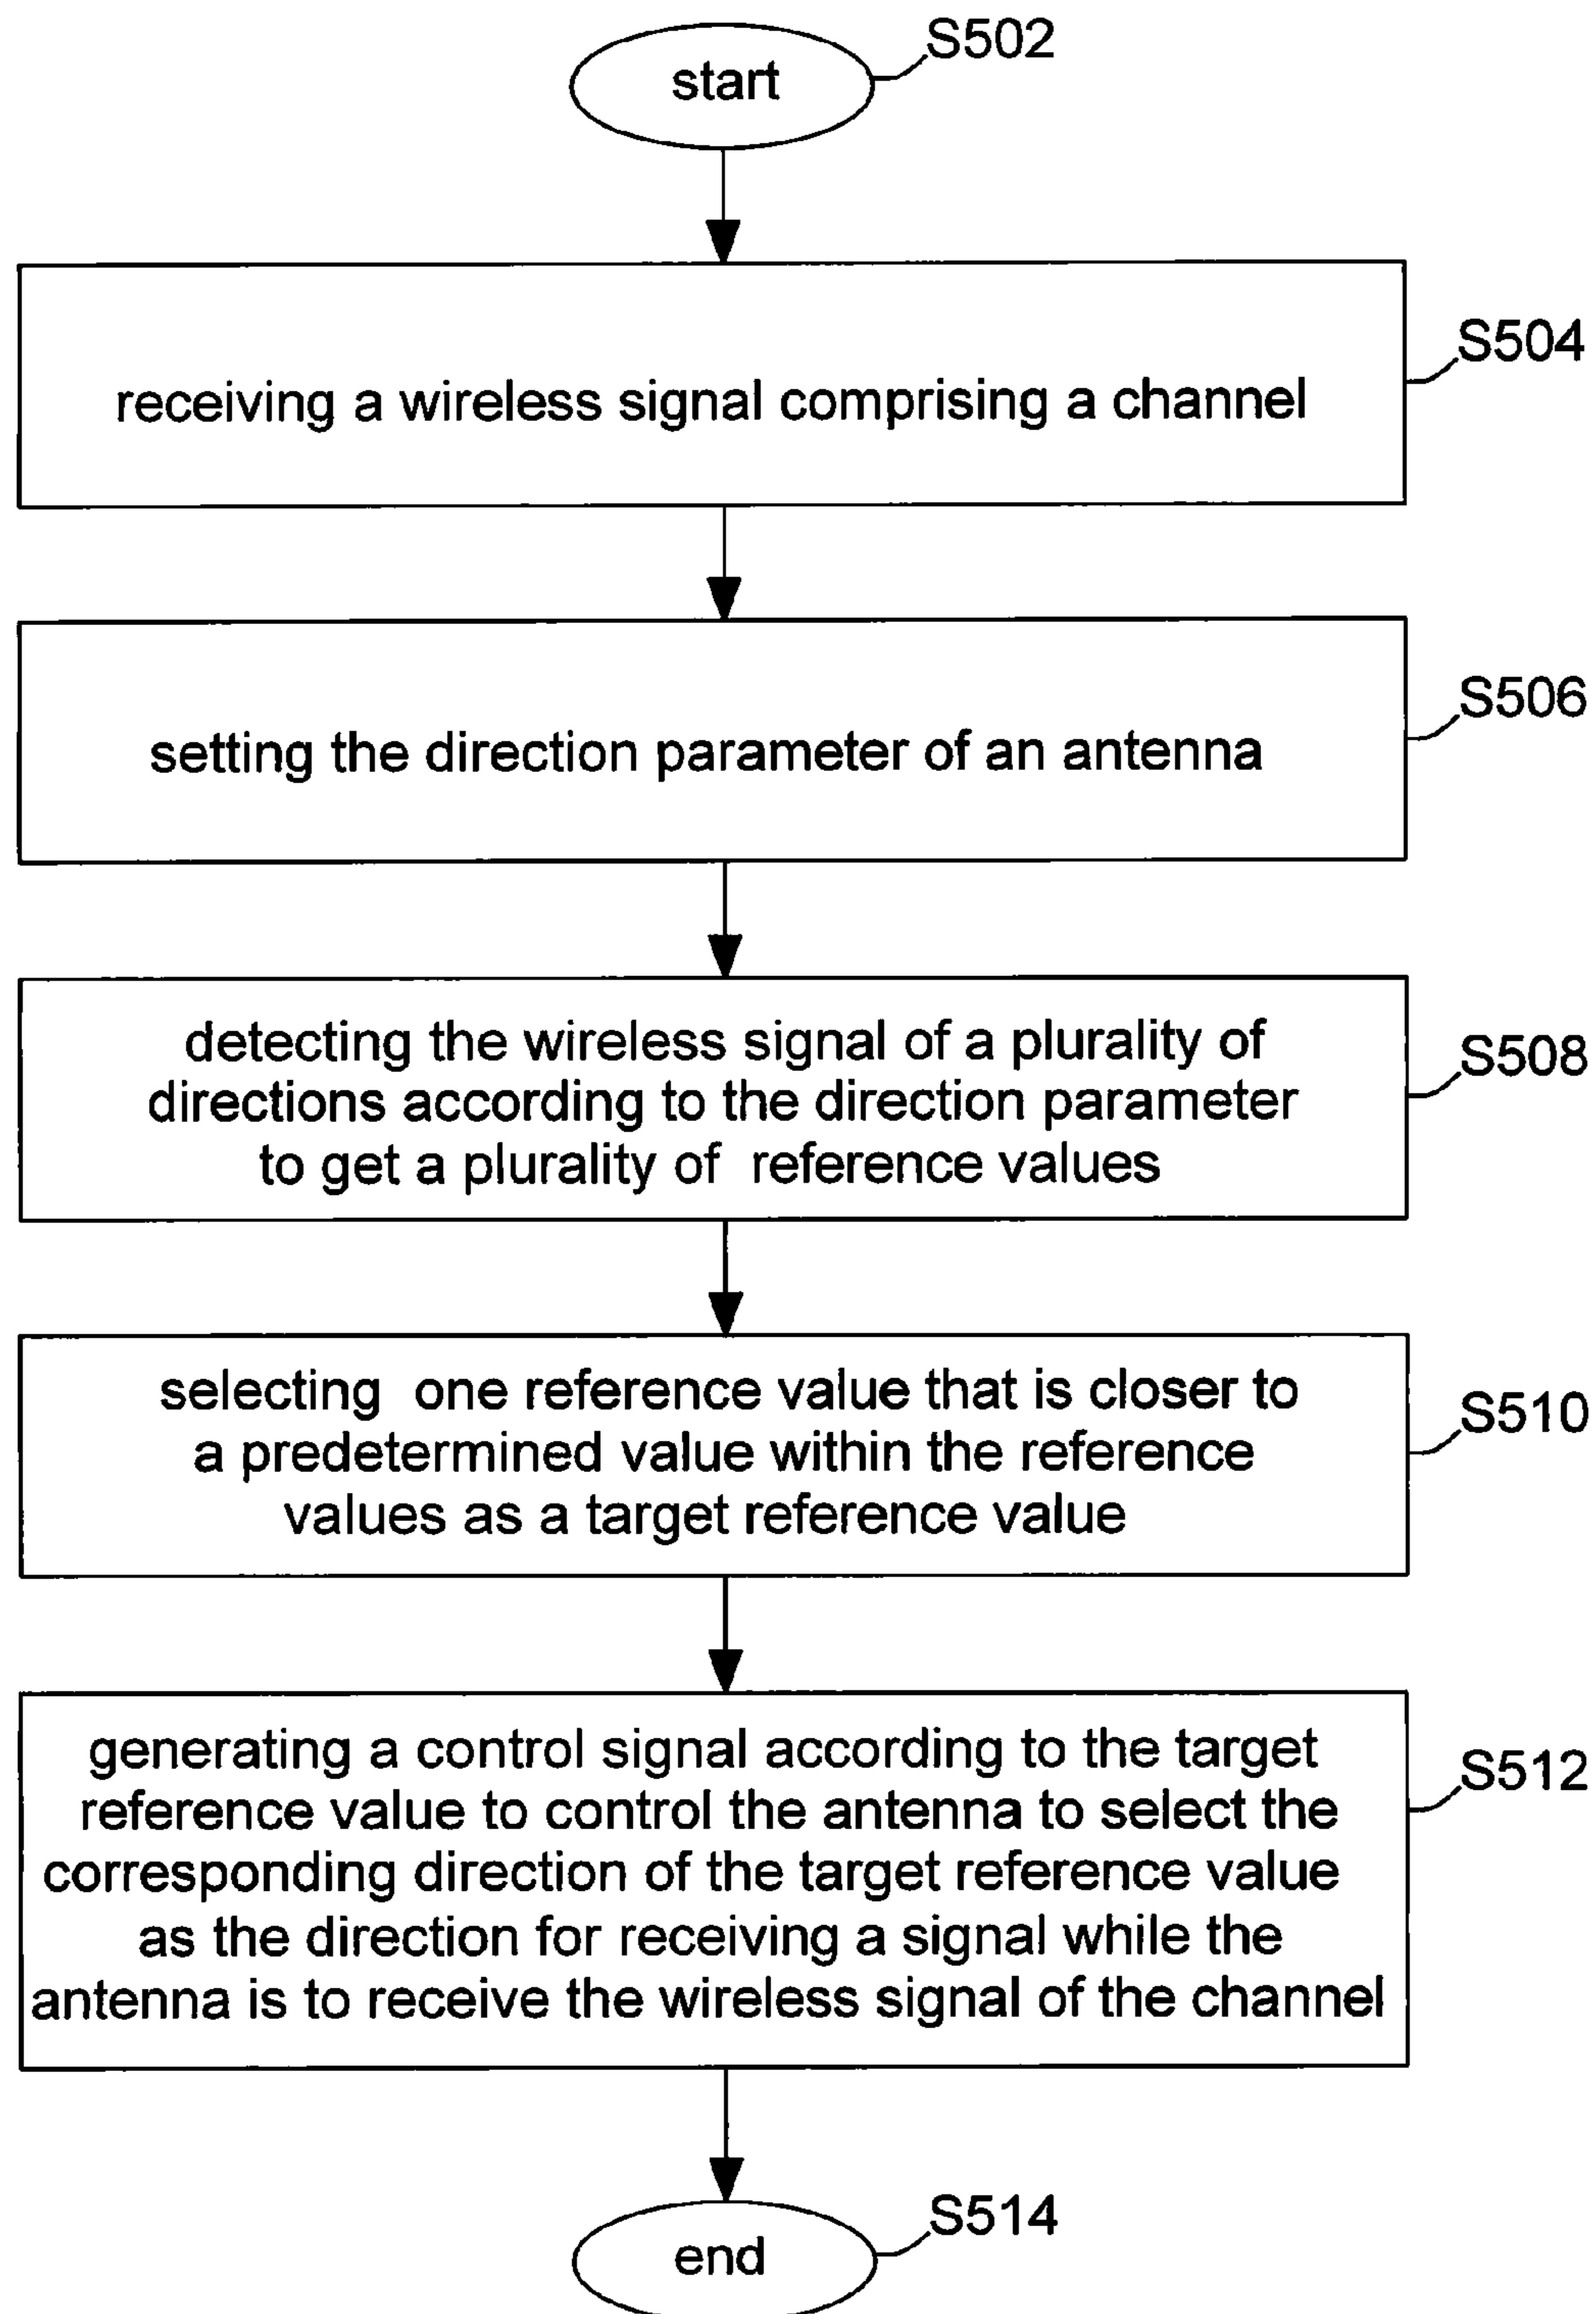 start
S502
receiving a wireless signal comprising a channel
S504
setting the direction parameter of an antenna
S506
detecting the wireless signal of a plurality of
directions according to the direction parameter
to get a plurality of reference values
S508
selecting one reference value that is closer to
a predetermined value within the reference
values as a target reference value
S510
generating a control signal according to the target
reference value to control the antenna to select the
corresponding direction of the target reference value
as the direction for receiving a signal while the
antenna is to receive the wireless signal of the channel
S512
end
S514